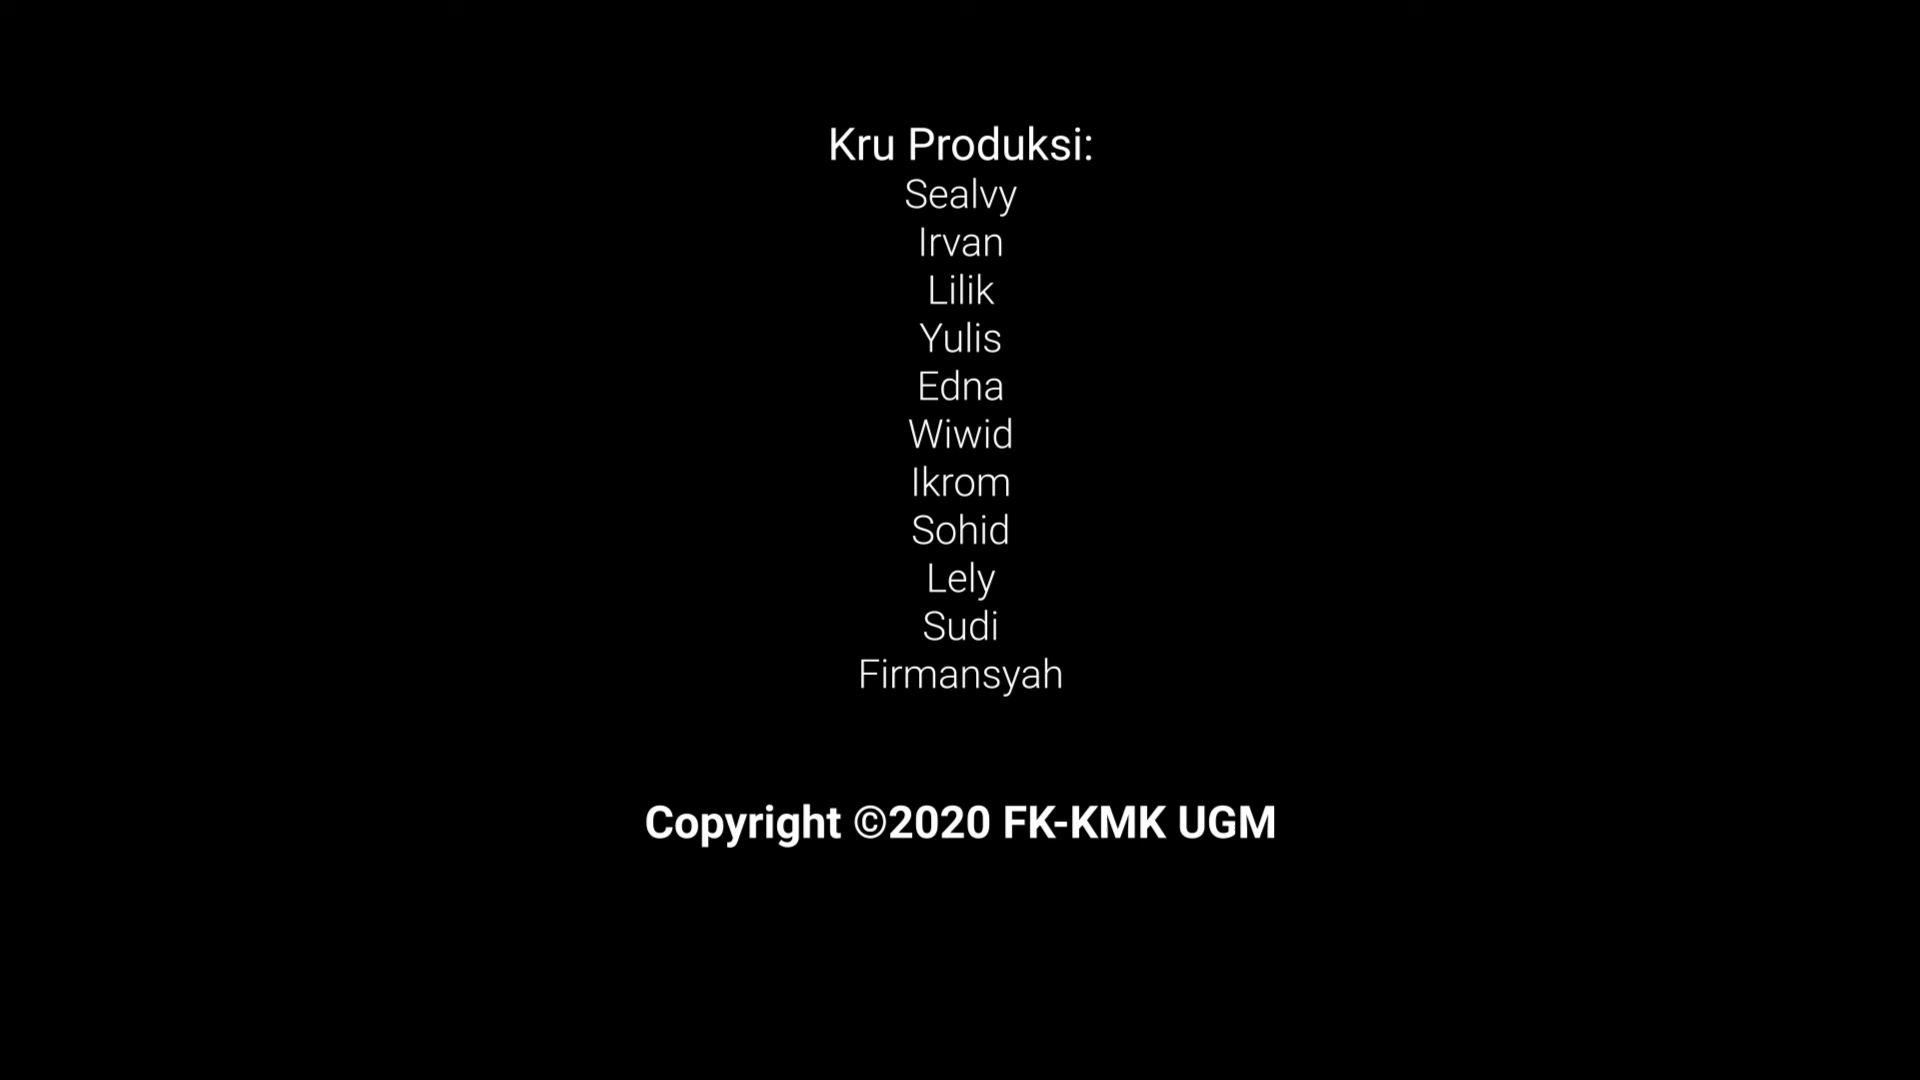 Kru Produksi:
Sealvy
Irvan
Lilik
Yulis
Edna
Wiwid
Ikrom
Sohid
Lely
Sudi
Firmansyah
Copyright ©2020 FK-KMK UGM